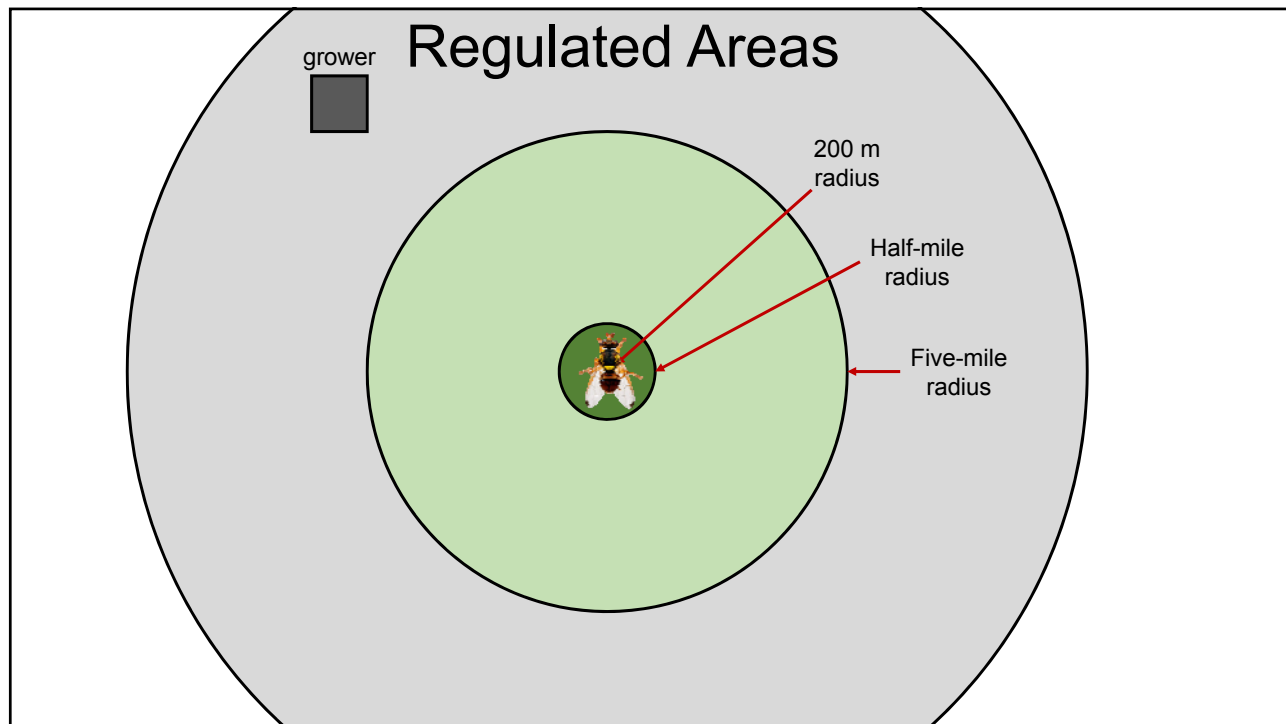 Regulated Areas
grower
200 m
radius
Half-mile
radius
Five-mile
radius